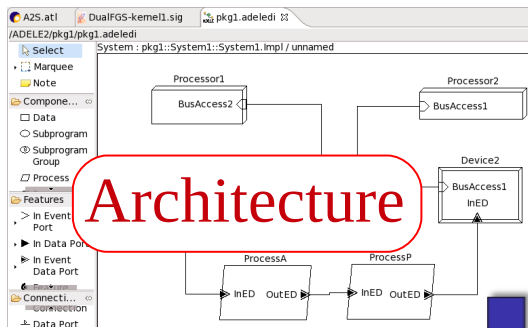 A2S.atl
DualFGS-kernel1.sig
pkg1.adeledi
/ADELE2/pkg1/pkg1.adeledi
System : pkg1::System1::System1.Impl / unnamed
Select
Marquee
Note
Compone...
Data
Subprogram
Subprogram
Group
Process
Features
In Event
Port
In Data Port
In Event
Data Port
Connecti...
Connection
Data Port
Processor1
BusAccess2
Processor2
BusAccess1
Device2
BusAccess1
InED
Architecture
ProcessA
InED OutED
ProcessP
InED OutED